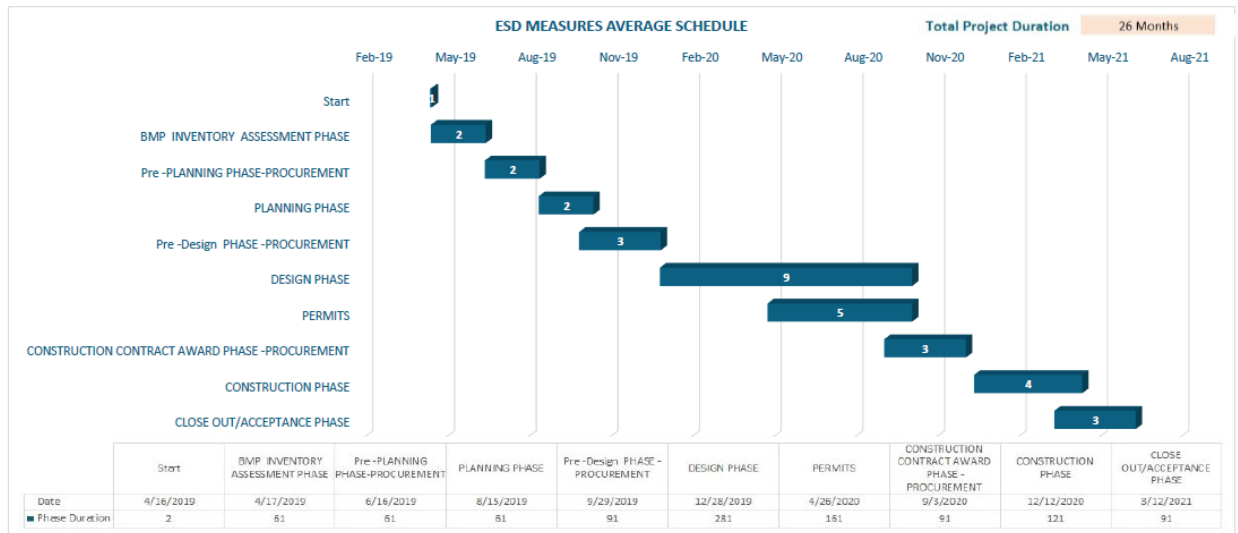 ESD MEASURES AVERAGE SCHEDULE
Total Project Duration 26 Months
Feb-19 May-19 Aug-19 Nov-19 Feb-20 May-20 Aug-20 Nov-20 Feb-21 May-21 Aug-21
Start 1
BMP INVENTORY ASSESSMENT PHASE 2
Pre -PLANNING PHASE-PROCUREMENT 2
PLANNING PHASE 2
Pre -Design PHASE -PROCUREMENT 3
DESIGN PHASE 9
PERMITS 5
CONSTRUCTION CONTRACT AWARD PHASE -PROCUREMENT 3
CONSTRUCTION PHASE 4
CLOSE OUT/ACCEPTANCE PHASE 3
Start
BMP INVENTORY
ASSESSMENT PHASE
Pre -PLANNING
PHASE-PROCUREMENT
PLANNING PHASE
Pre -Design PHASE -
PROCUREMENT
DESIGN PHASE
PERMITS
CONSTRUCTION
CONTRACT AWARD
PHASE -
PROCUREMENT
CONSTRUCTION
PHASE
CLOSE
OUT/ACCEPTANCE
PHASE
Date 4/16/2019 4/17/2019 6/16/2019 8/15/2019 9/29/2019 12/28/2019 4/26/2020 9/3/2020 12/12/2020 3/12/2021
Phase Duration 2 61 61 61 91 281 161 91 121 91